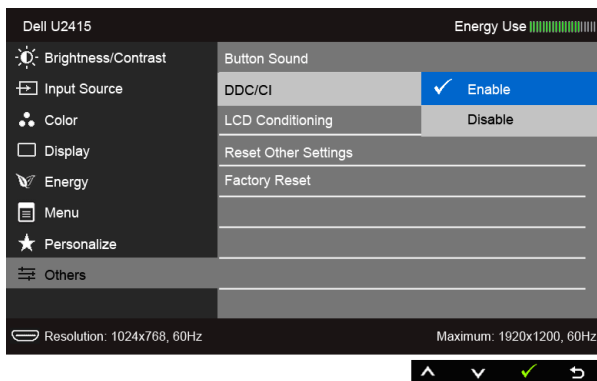 Dell U2415 Energy Use
Brightness/Contrast Button Sound
Input Source DDC/CI Enable
Color LCD Conditioning Disable
Display Reset Other Settings
Energy Factory Reset
Menu
Personalize
Others
Resolution: 1024x768, 60Hz Maximum: 1920x1200, 60Hz